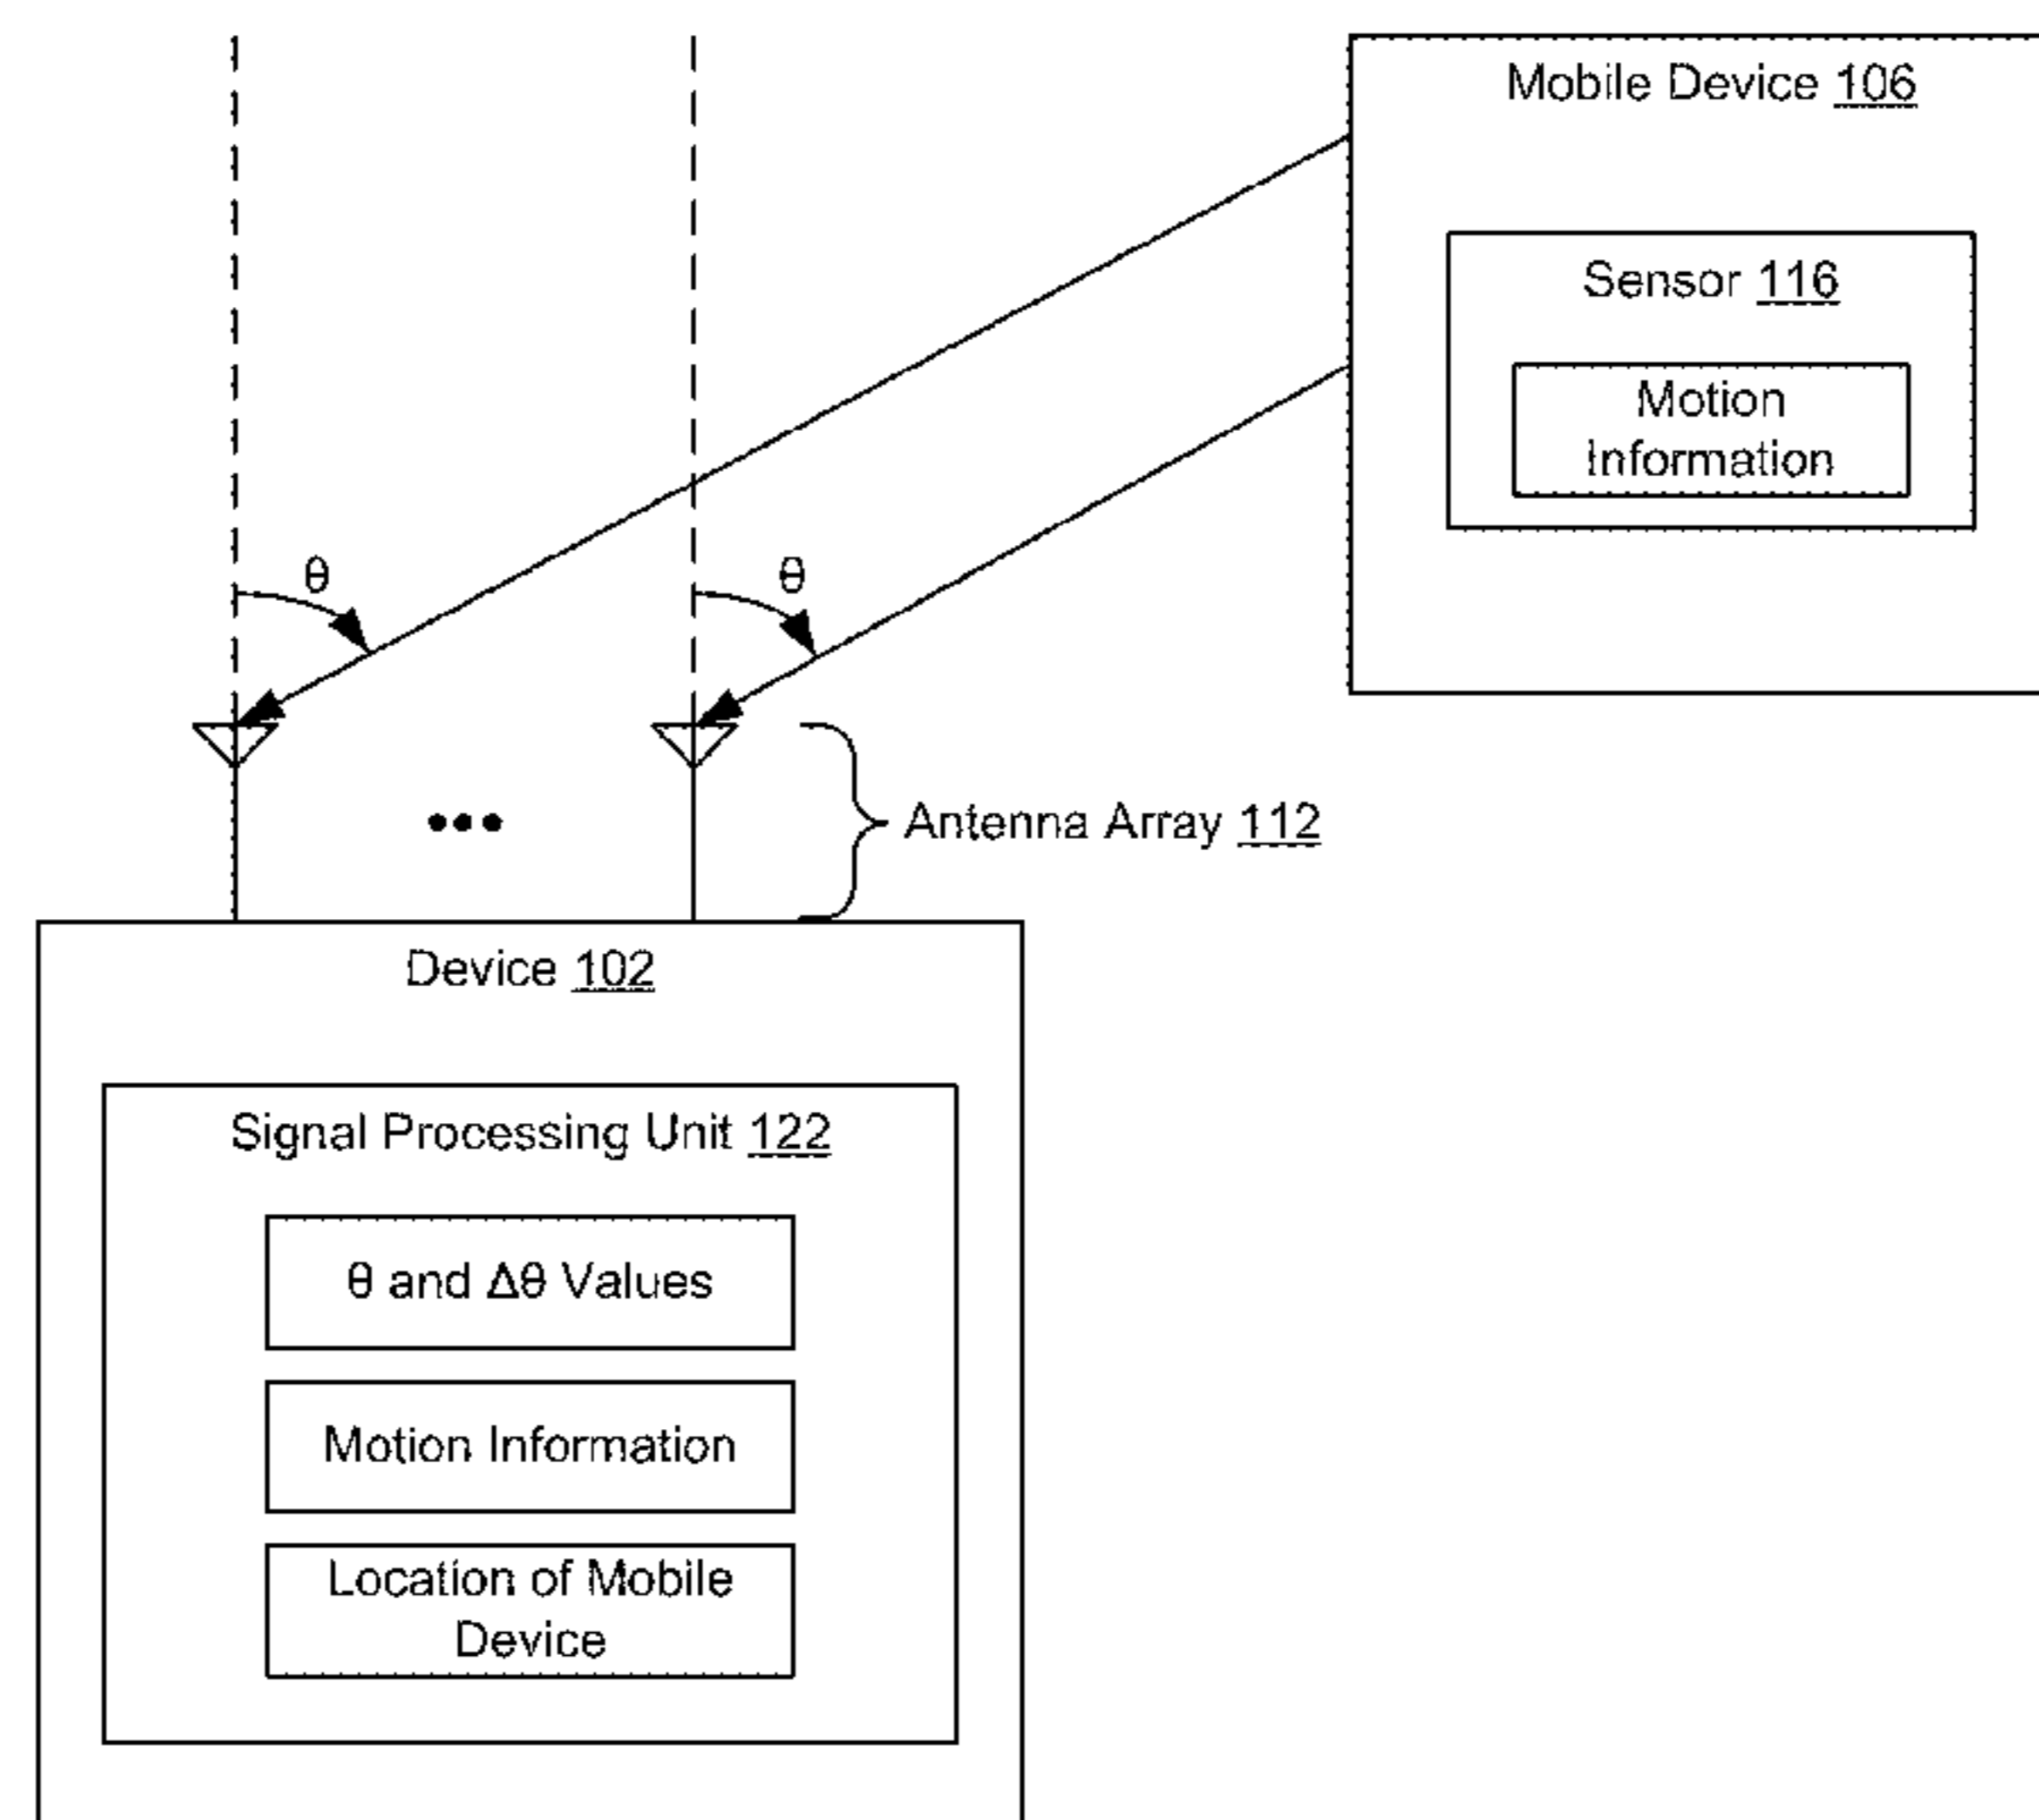 Mobile Device 106
Sensor 116
Motion
Information
θ
θ
Antenna Array 112
Device 102
Signal Processing Unit 122
θ and Δθ Values
Motion Information
Location of Mobile
Device